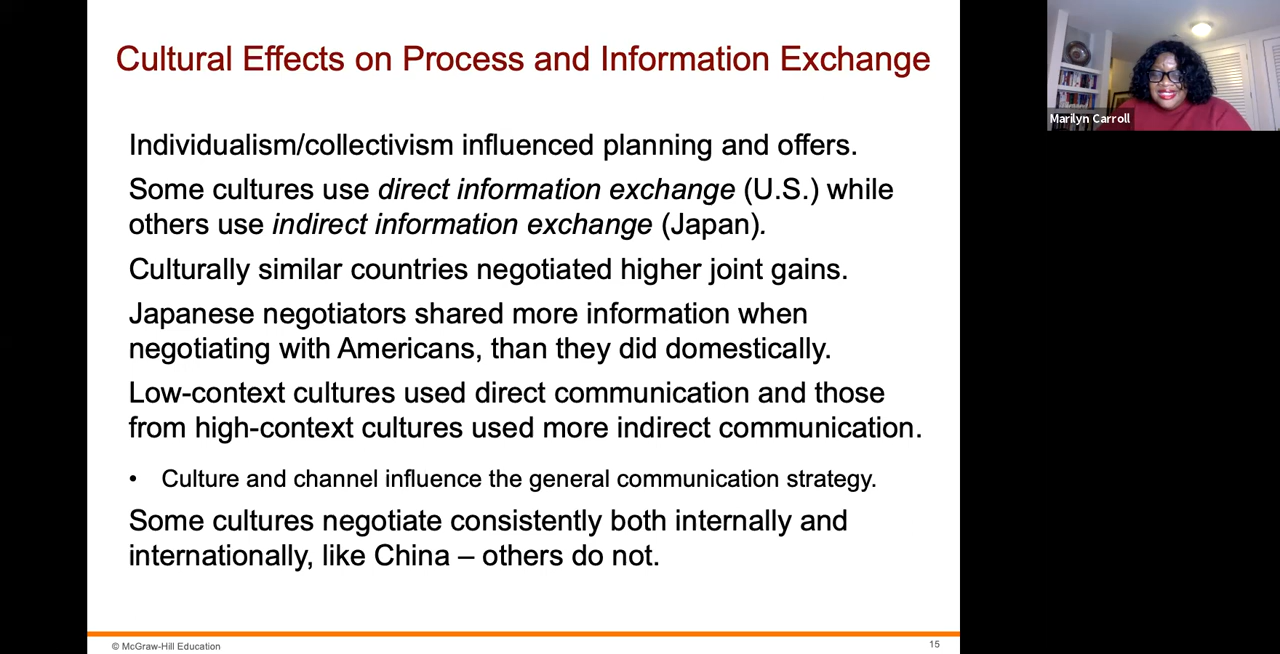 Cultural Effects on Process and Information Exchange
Marilyn Carroll
Individualism/collectivism influenced planning and offers.
Some cultures use direct information exchange (U.S.) while
others use indirect information exchange (Japan).
Culturally similar countries negotiated higher joint gains.
Japanese negotiators shared more information when
negotiating with Americans, than they did domestically.
Low-context cultures used direct communication and those
from high-context cultures used more indirect communication.
• Culture and channel influence the general communication strategy.
Some cultures negotiate consistently both internally and
internationally, like China – others do not.
© McGraw-Hill Education
15